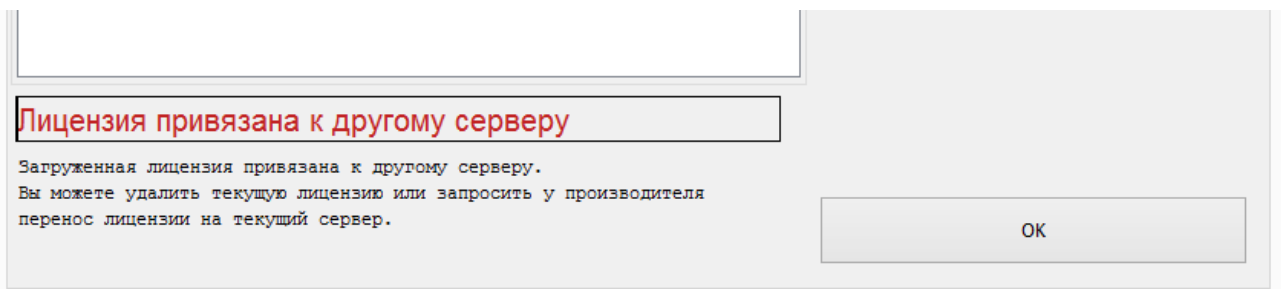 Лицензия привязана к другому серверу
Загруженная лицензия привязана к другому серверу.
Вы можете удалить текущую лицензию или запросить у производителя
перенос лицензии на текущий сервер.
OK